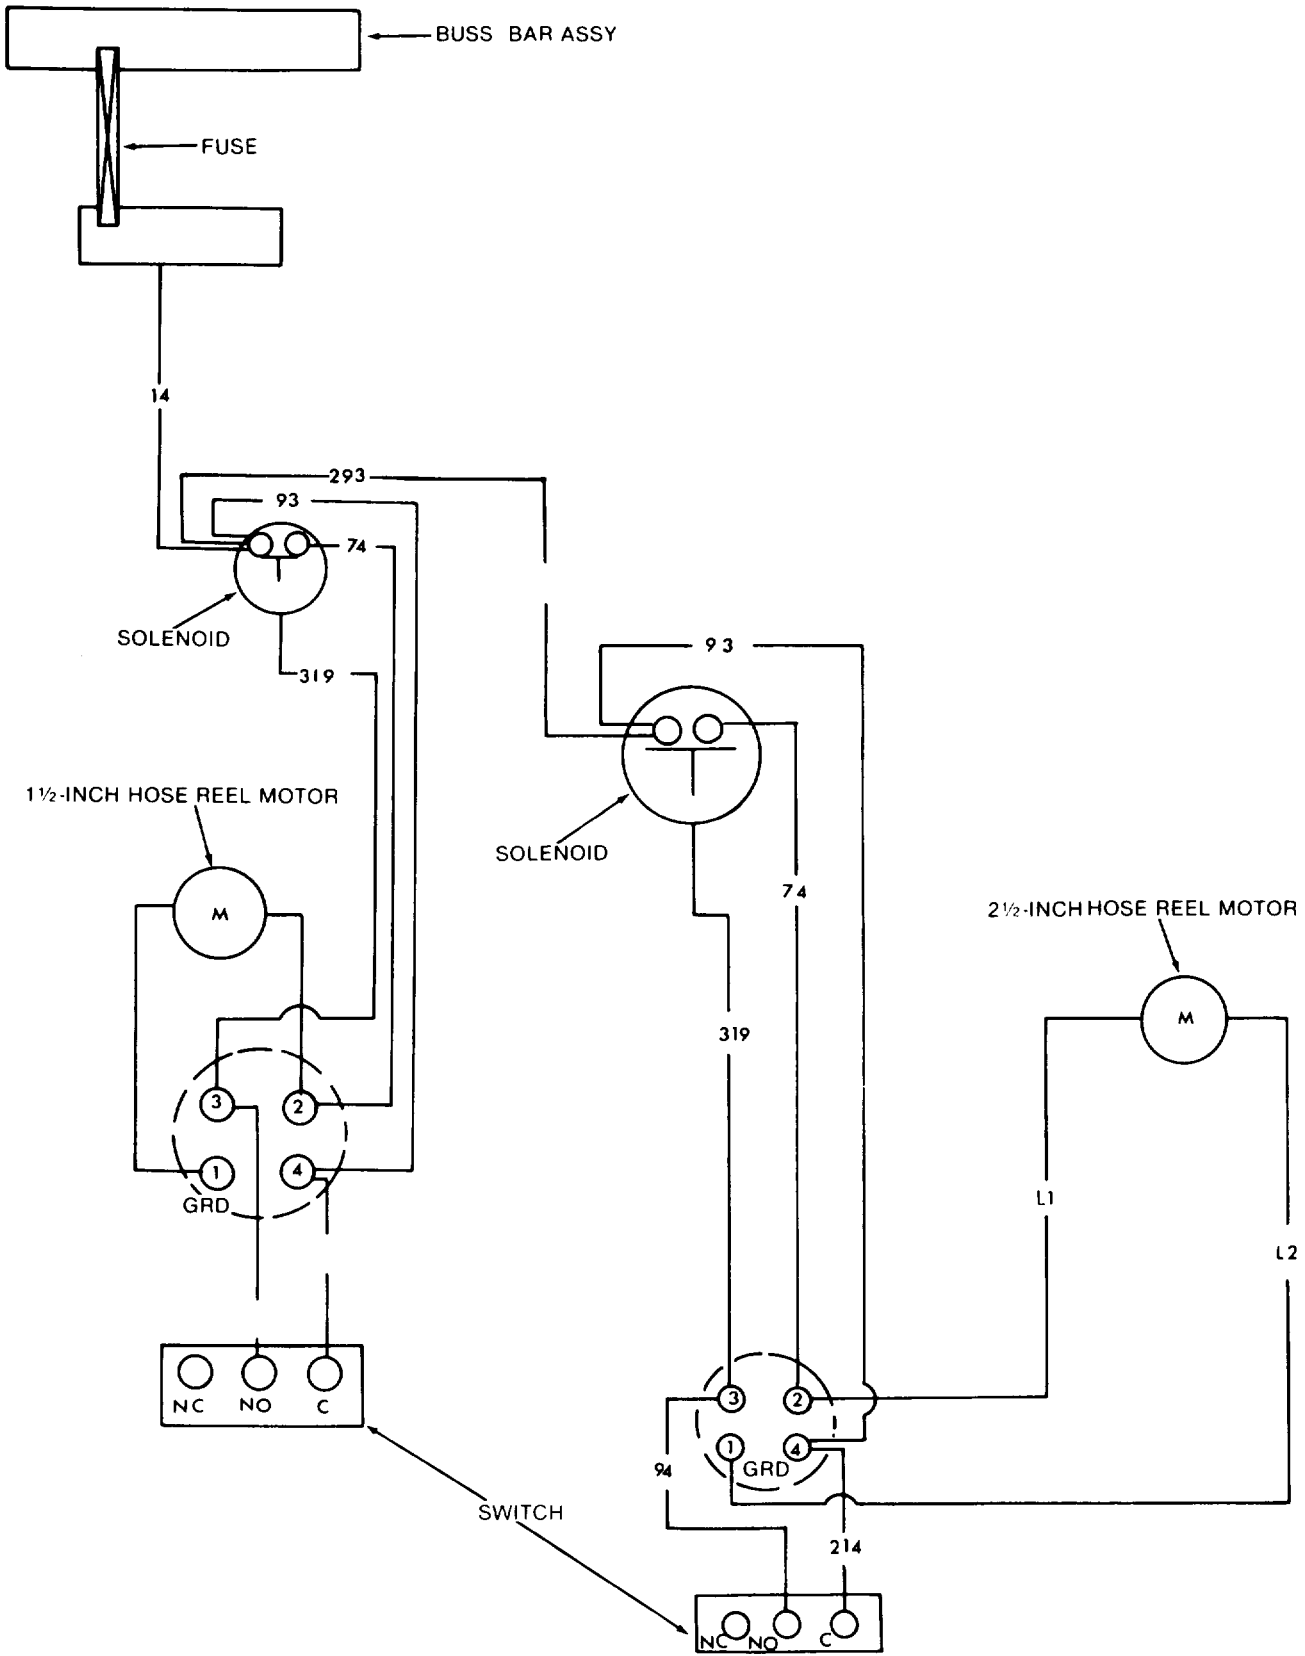 BUSS BAR ASSY
FUSE
14
293
93
74
SOLENOID
319
93
1½-INCH HOSE REEL MOTOR
SOLENOID
74
2½-INCH HOSE REEL MOTOR
M
M
319
3
2
1
4
GRD
L1
L2
NC NO C
3
2
1
GRD
4
94
SWITCH
214
NC NO C